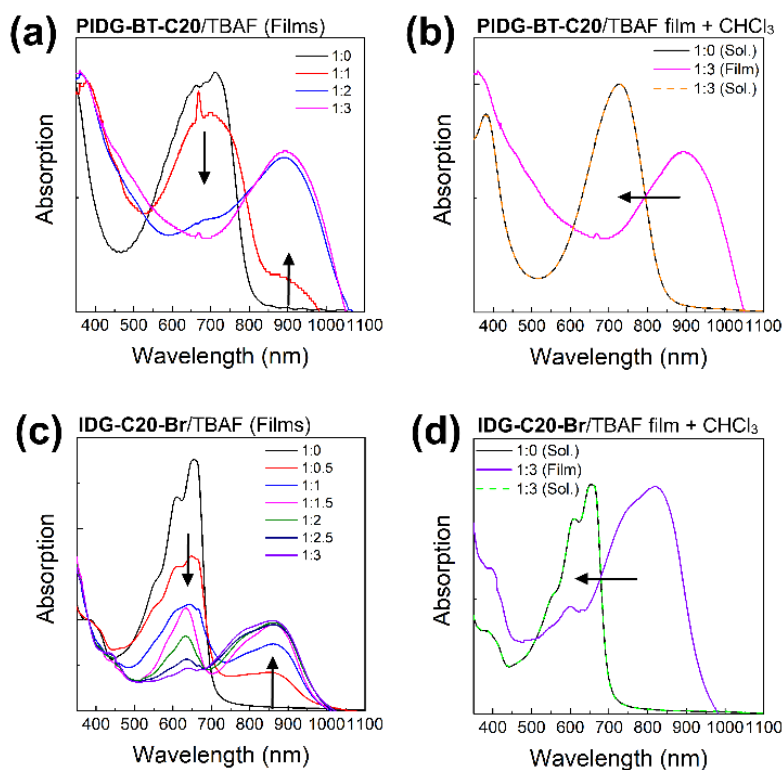 (a) PIDG-BT-C20/TBAF (Films)
1:0
1:1
1:2
1:3
Absorption
400 500 600 700 800 900 1000 1100
Wavelength (nm)
(b) PIDG-BT-C20/TBAF film + CHCl₃
1:0 (Sol.)
1:3 (Film)
1:3 (Sol.)
Absorption
400 500 600 700 800 900 1000 1100
Wavelength (nm)
(c) IDG-C20-Br/TBAF (Films)
1:0
1:0.5
1:1
1:1.5
1:2
1:2.5
1:3
Absorption
400 500 600 700 800 900 1000 1100
Wavelength (nm)
(d) IDG-C20-Br/TBAF film + CHCl₃
1:0 (Sol.)
1:3 (Film)
1:3 (Sol.)
Absorption
400 500 600 700 800 900 1000 1100
Wavelength (nm)